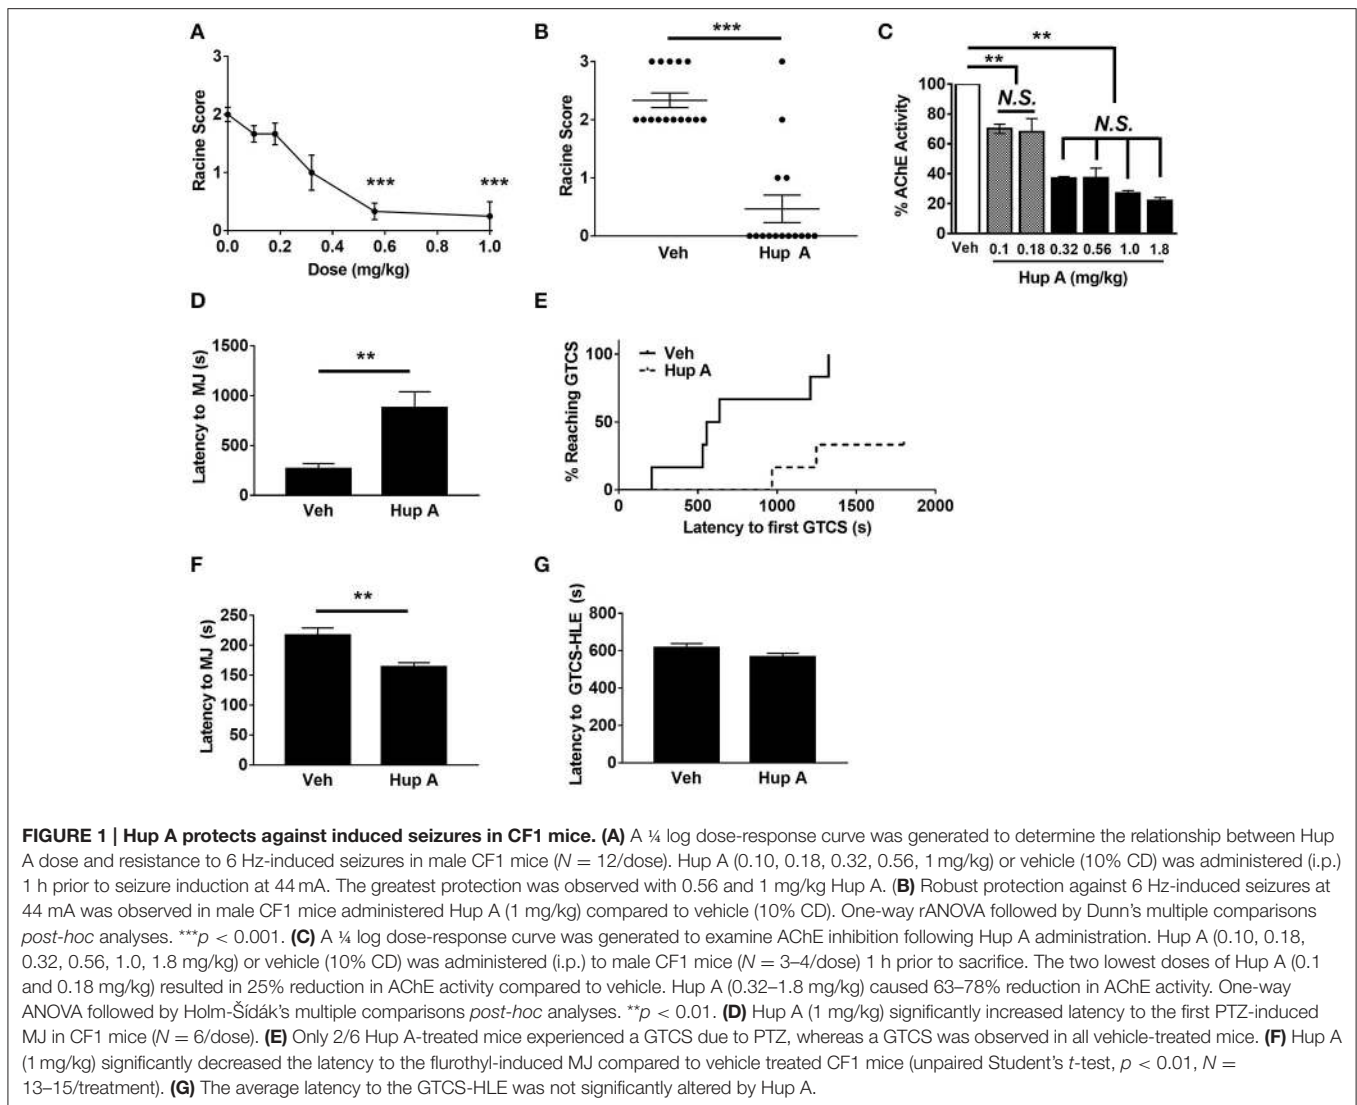 A
Racine Score
3
2
1
0
***
***
0.0
0.2
0.4
0.6
0.8
1.0
Dose (mg/kg)
B
***
Racine Score
3
2
1
0
Veh
Hup A
C
**
**
N.S.
N.S.
% AChE Activity
100
80
60
40
20
0
Veh
0.1
0.18
0.32
0.56
1.0
1.8
Hup A (mg/kg)
D
Latency to MJ (s)
1500
1000
500
0
**
Veh
Hup A
E
% Reaching GTCS
100
50
0
Veh
Hup A
0
500
1000
1500
2000
Latency to first GTCS (s)
F
Latency to MJ (s)
250
200
150
100
50
0
**
Veh
Hup A
G
Latency to GTCS-HLE (s)
800
600
400
200
0
Veh
Hup A
FIGURE 1 | Hup A protects against induced seizures in CF1 mice. (A) A ¼ log dose-response curve was generated to determine the relationship between Hup
A dose and resistance to 6 Hz-induced seizures in male CF1 mice (N = 12/dose). Hup A (0.10, 0.18, 0.32, 0.56, 1 mg/kg) or vehicle (10% CD) was administered (i.p.)
1 h prior to seizure induction at 44 mA. The greatest protection was observed with 0.56 and 1 mg/kg Hup A. (B) Robust protection against 6 Hz-induced seizures at
44 mA was observed in male CF1 mice administered Hup A (1 mg/kg) compared to vehicle (10% CD). One-way rANOVA followed by Dunn's multiple comparisons
post-hoc analyses. ***p < 0.001. (C) A ¼ log dose-response curve was generated to examine AChE inhibition following Hup A administration. Hup A (0.10, 0.18,
0.32, 0.56, 1.0, 1.8 mg/kg) or vehicle (10% CD) was administered (i.p.) to male CF1 mice (N = 3–4/dose) 1 h prior to sacrifice. The two lowest doses of Hup A (0.1
and 0.18 mg/kg) resulted in 25% reduction in AChE activity compared to vehicle. Hup A (0.32–1.8 mg/kg) caused 63–78% reduction in AChE activity. One-way
ANOVA followed by Holm-Šídák's multiple comparisons post-hoc analyses. **p < 0.01. (D) Hup A (1 mg/kg) significantly increased latency to the first PTZ-induced
MJ in CF1 mice (N = 6/dose). (E) Only 2/6 Hup A-treated mice experienced a GTCS due to PTZ, whereas a GTCS was observed in all vehicle-treated mice. (F) Hup A
(1 mg/kg) significantly decreased the latency to the flurothyl-induced MJ compared to vehicle treated CF1 mice (unpaired Student's t-test, p < 0.01, N =
13–15/treatment). (G) The average latency to the GTCS-HLE was not significantly altered by Hup A.